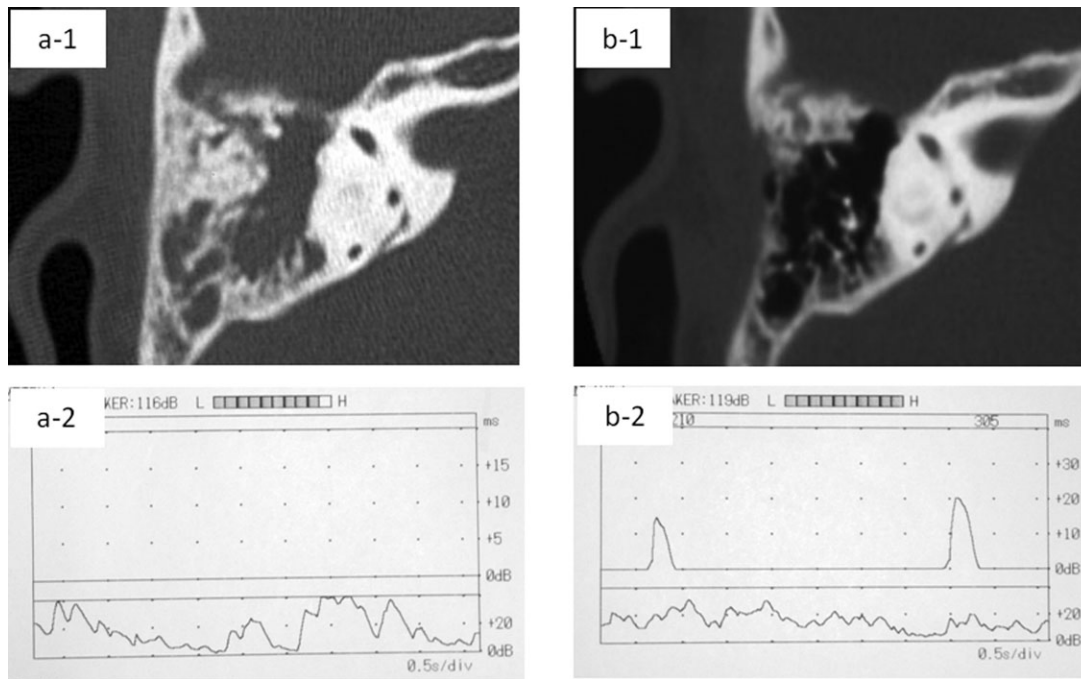 a-1
b-1
a-2
KER:116dB L H
ms
+15
+10
+5
0dB
+20
0dB
0.5s/div
b-2
AKER:119dB L H
210 305 ms
+30
+20
+10
0dB
+20
0dB
0.5s/div